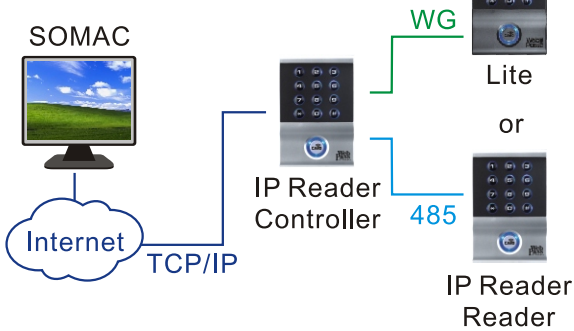 SOMAC
WG
Lite
or
IP Reader
Controller
485
Internet
TCP/IP
IP Reader
Reader